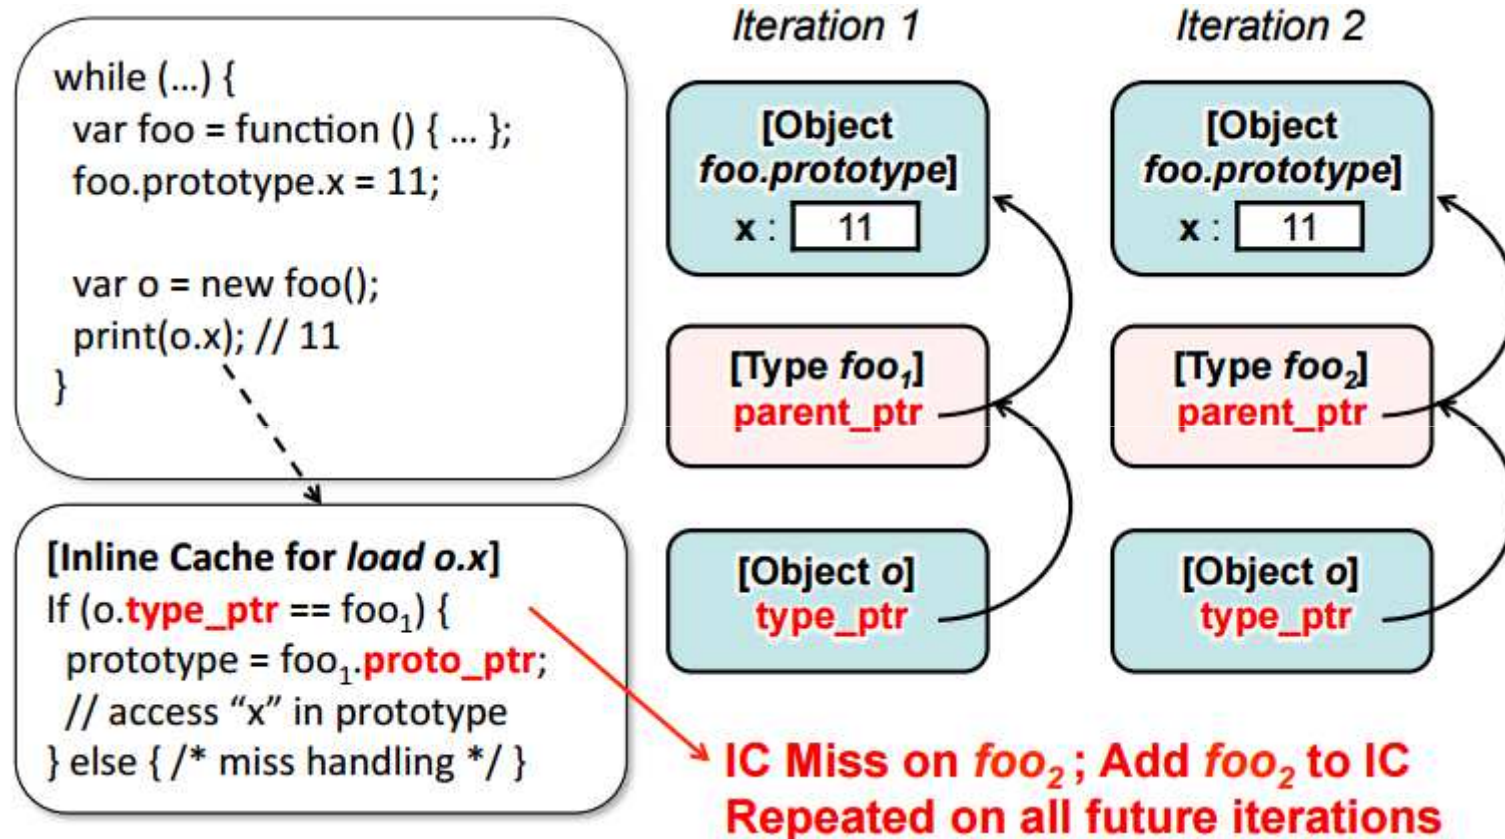 while (...) {
var foo = function () { ... };
foo.prototype.x = 11;
var o = new foo();
print(o.x); // 11
}
[Inline Cache for load o.x]
If (o.type_ptr == foo₁) {
prototype = foo₁.proto_ptr;
// access “x” in prototype
} else { /* miss handling */ }
Iteration 1
[Object
foo.prototype]
x : 11
[Type foo₁]
parent_ptr
[Object o]
type_ptr
Iteration 2
[Object
foo.prototype]
x : 11
[Type foo₂]
parent_ptr
[Object o]
type_ptr
IC Miss on foo₂ ; Add foo₂ to IC
Repeated on all future iterations